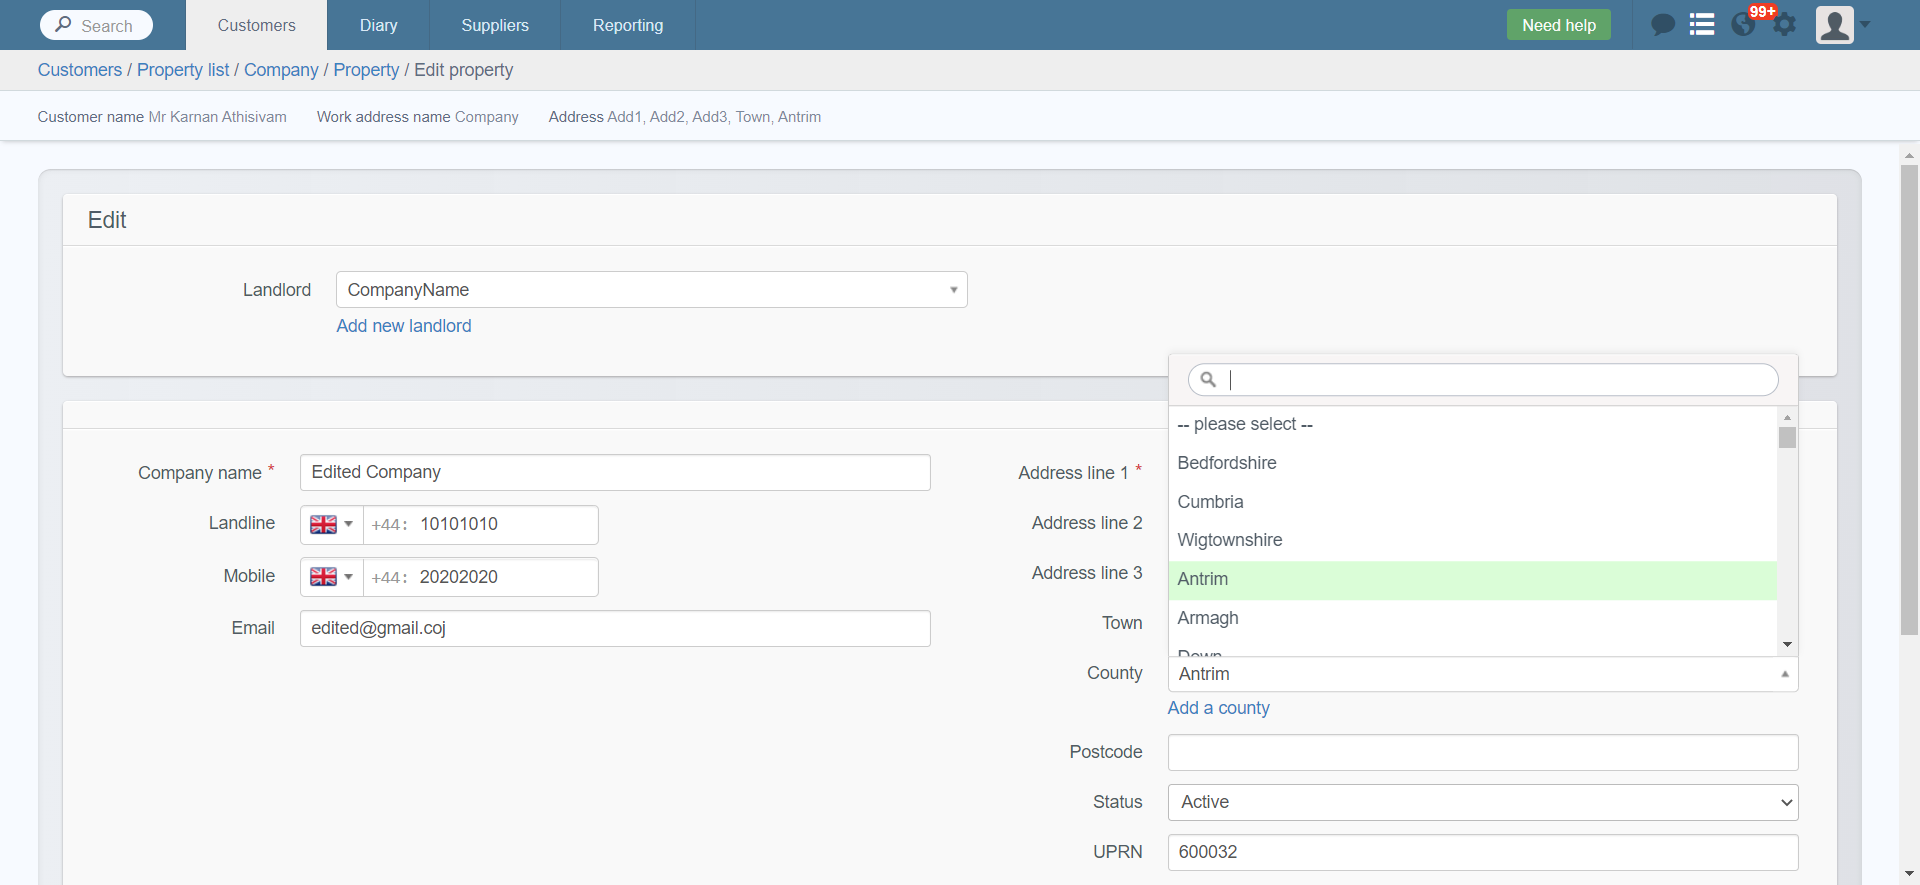 Search
Customers
Diary
Suppliers
Reporting
Need help
99+
Customers / Property list / Company / Property / Edit property
Customer name Mr Karnan Athisivam
Work address name Company
Address Add1, Add2, Add3, Town, Antrim
Edit
Landlord
CompanyName
Add new landlord
Company name *
Edited Company
Landline
+44: 10101010
Mobile
+44: 20202020
Email
edited@gmail.coj
Address line 1 *
Address line 2
Address line 3
Town
-- please select --
Bedfordshire
Cumbria
Wigtownshire
Antrim
Armagh
Down
County
Antrim
Add a county
Postcode
Status
Active
UPRN
600032